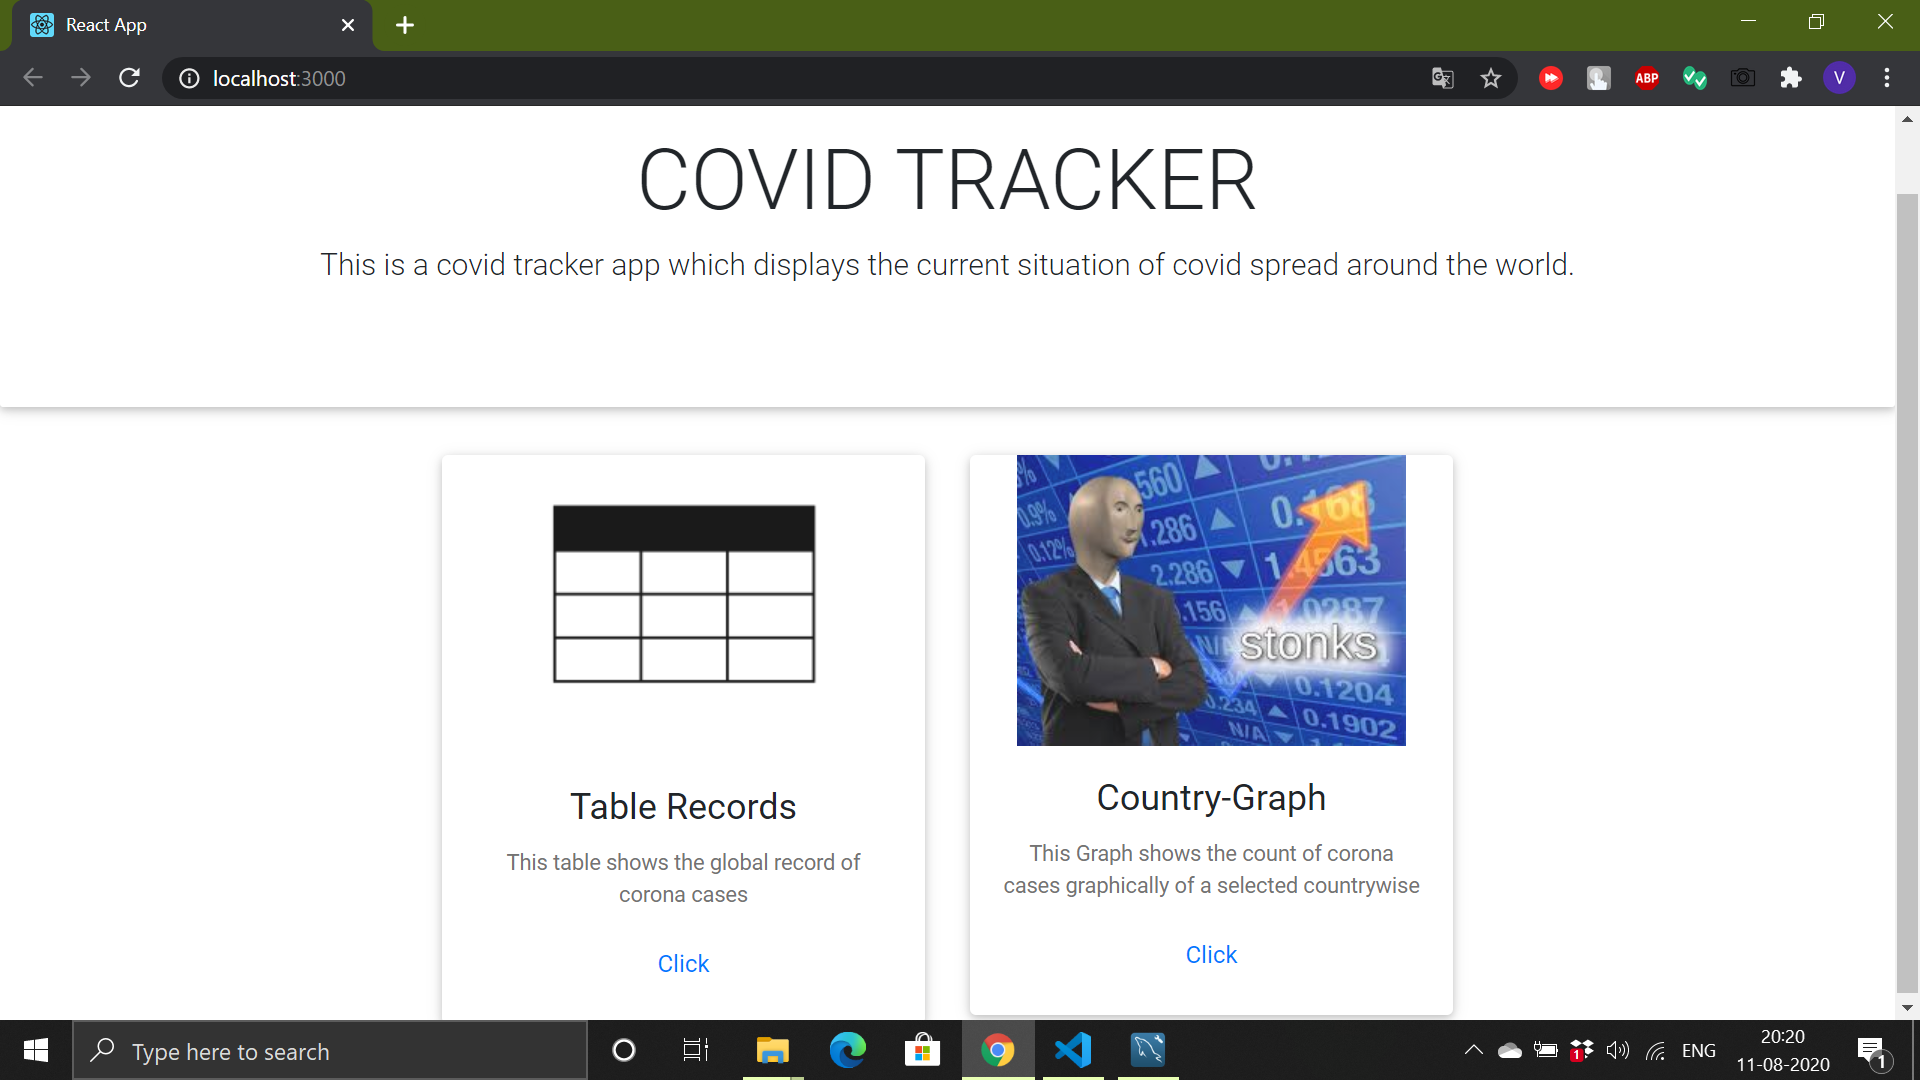 React App
localhost:3000
ABP
V
COVID TRACKER
This is a covid tracker app which displays the current situation of covid spread around the world.
560
0.168
0.9%
1.286
0.12%
2.286
1.4563
.156
1.0287
N/A
stonks
0.1204
0.234
0.1902
N/A
Table Records
This table shows the global record of
corona cases
Click
Country-Graph
This Graph shows the count of corona
cases graphically of a selected countrywise
Click
Type here to search
1
ENG
20:20
11-08-2020
1